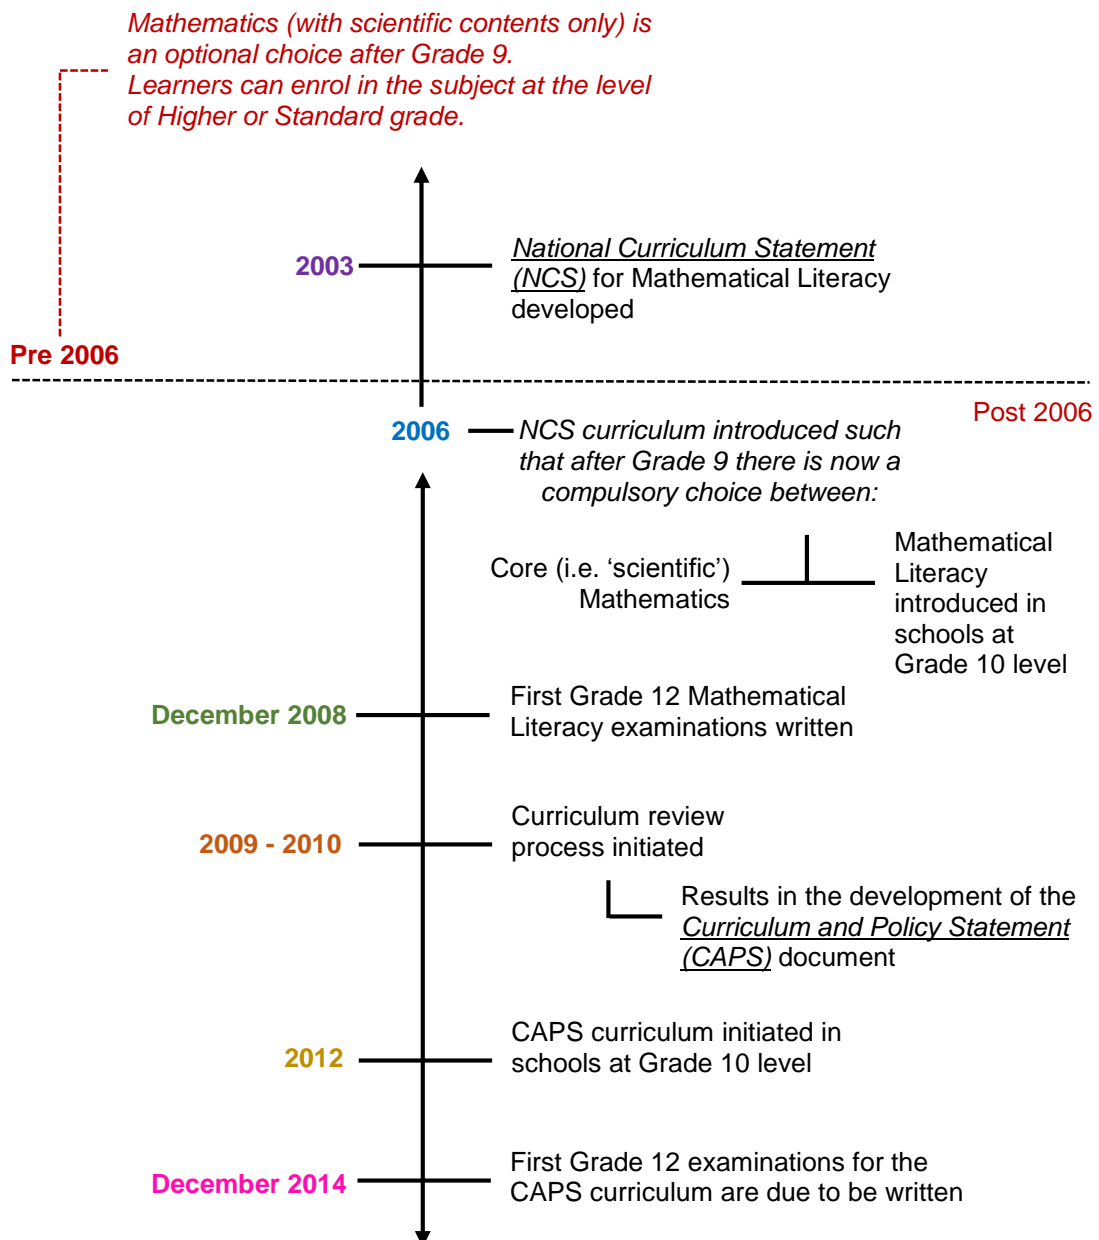 Mathematics (with scientific contents only) is
an optional choice after Grade 9.
Learners can enrol in the subject at the level
of Higher or Standard grade.
2003
National Curriculum Statement
(NCS) for Mathematical Literacy
developed
Pre 2006
Post 2006
2006
NCS curriculum introduced such
that after Grade 9 there is now a
compulsory choice between:
Core (i.e. ‘scientific’)
Mathematics
Mathematical
Literacy
introduced in
schools at
Grade 10 level
December 2008
First Grade 12 Mathematical
Literacy examinations written
2009 - 2010
Curriculum review
process initiated
Results in the development of the
Curriculum and Policy Statement
(CAPS) document
2012
CAPS curriculum initiated in
schools at Grade 10 level
December 2014
First Grade 12 examinations for the
CAPS curriculum are due to be written